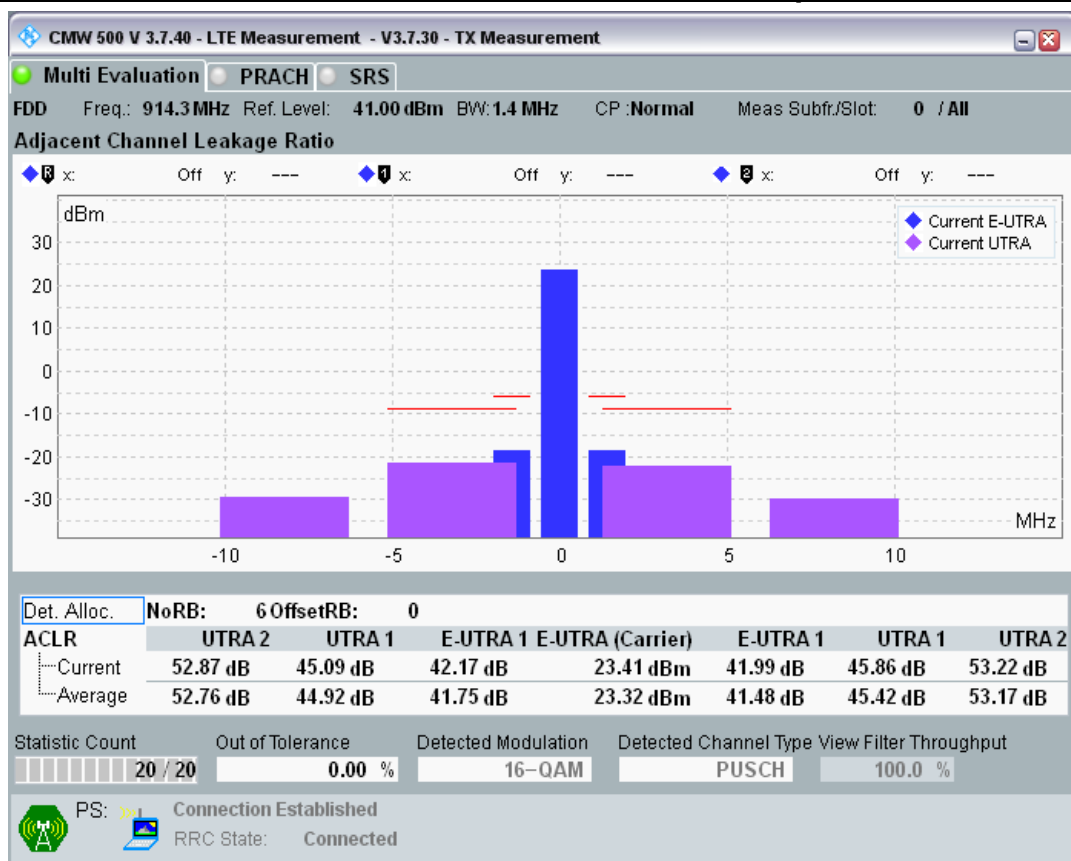 CMW 500 V 3.7.40 - LTE Measurement - V3.7.30 - TX Measurement
Multi Evaluation PRACH SRS
FDD Freq.: 914.3 MHz Ref. Level: 41.00 dBm BW: 1.4 MHz CP :Normal Meas Subfr./Slot: 0 / All
Adjacent Channel Leakage Ratio
R x: Off y: --- 1 x: Off y: --- 2 x: Off y: ---
dBm
Current E-UTRA
Current UTRA
30
20
10
0
-10
-20
-30
MHz
-10 -5 0 5 10
Det. Alloc. NoRB: 6 OffsetRB: 0
ACLR UTRA 2 UTRA 1 E-UTRA 1 E-UTRA (Carrier) E-UTRA 1 UTRA 1 UTRA 2
Current 52.87 dB 45.09 dB 42.17 dB 23.41 dBm 41.99 dB 45.86 dB 53.22 dB
Average 52.76 dB 44.92 dB 41.75 dB 23.32 dBm 41.48 dB 45.42 dB 53.17 dB
Statistic Count Out of Tolerance Detected Modulation Detected Channel Type View Filter Throughput
20 / 20 0.00 % 16-QAM PUSCH 100.0 %
PS: Connection Established
RRC State: Connected